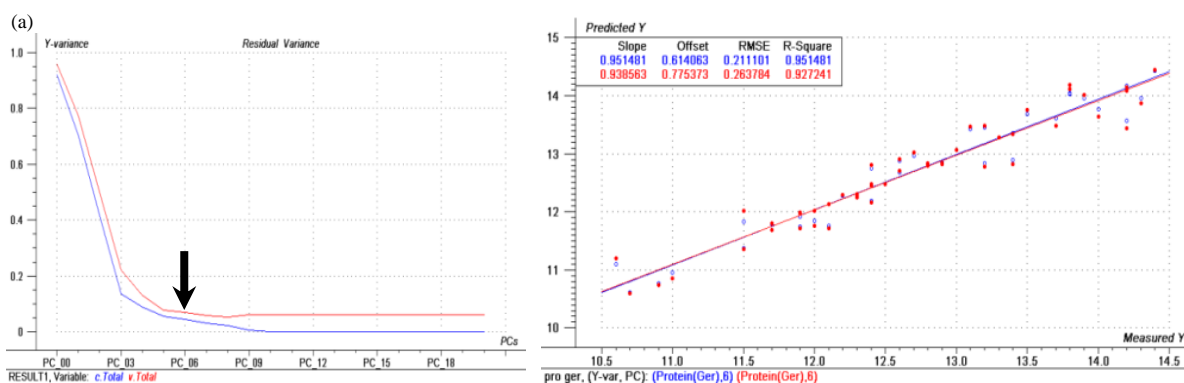 (a)
Y-variance
Residual Variance
1.0
0.8
0.6
0.4
0.2
0
PCs
PC_00 PC_03 PC_06 PC_09 PC_12 PC_15 PC_18
RESULT1, Variable: c.Total v.Total
Predicted Y
15
14
13
12
11
10
Slope Offset RMSE R-Square
0.951481 0.614063 0.211101 0.951481
0.938563 0.775373 0.263784 0.927241
Measured Y
10.5 11.0 11.5 12.0 12.5 13.0 13.5 14.0 14.5
pro ger, (Y-var, PC): (Protein(Ger),6) (Protein(Ger),6)